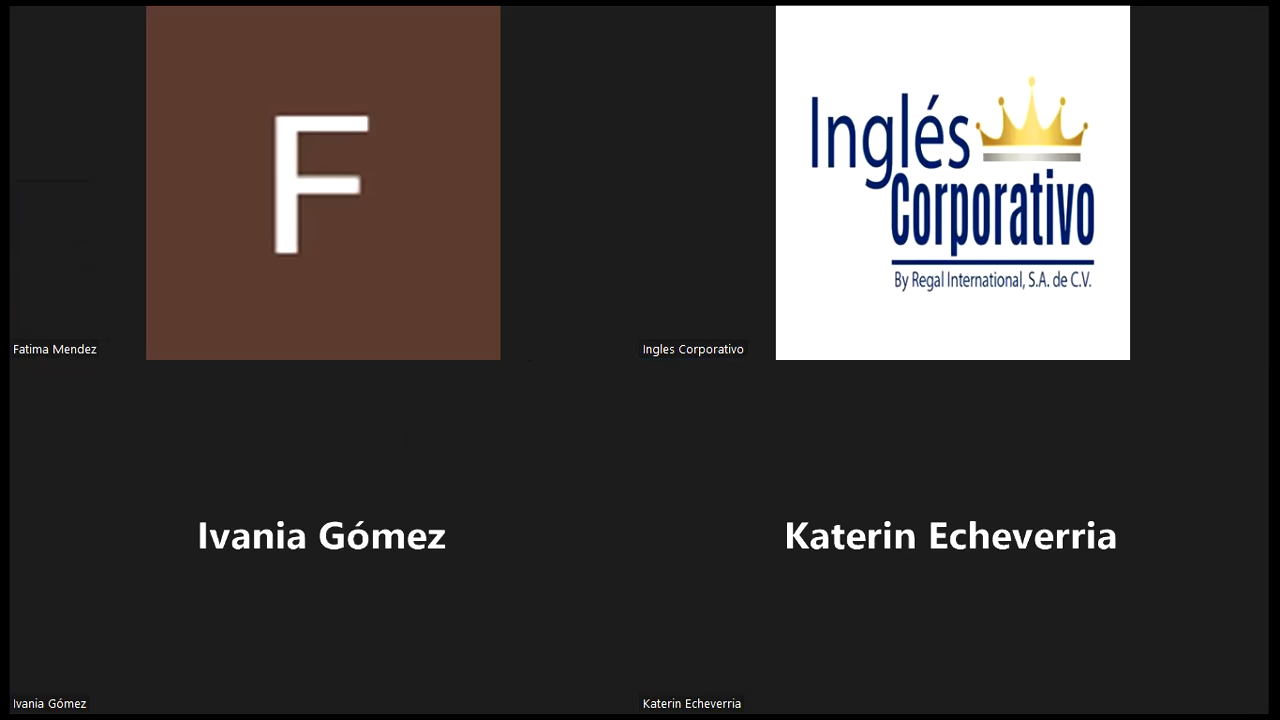 F
Inglés
Corporativo
By Regal International, S.A. de C.V.
Fatima Mendez
Ingles Corporativo
Ivania Gómez
Katerin Echeverria
Ivania Gómez
Katerin Echeverria